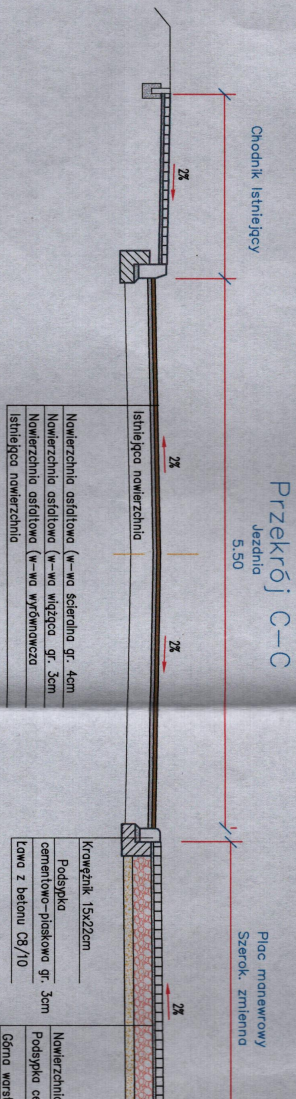 Przekrój C-C
Chodnik Istniejący
Jezdnia
5.50
Plac manewrowy
Szerok. zmienna
2%
2%
2%
2%
Istniejąca nawierzchnia
Nawierzchnia asfaltowa (w-wa ścieralna gr. 4cm
Nawierzchnia asfaltowa (w-wa wiążąca gr. 3cm
Nawierzchnia asfaltowa (w-wa wyrównawcza
Istniejąca nawierzchnia
Krawężnik 15x22cm
Podsypka
cementowo-piaskowa gr. 3cm
Ława z betonu C8/10
Nawierzchni
Podsypka ce
Górna warst